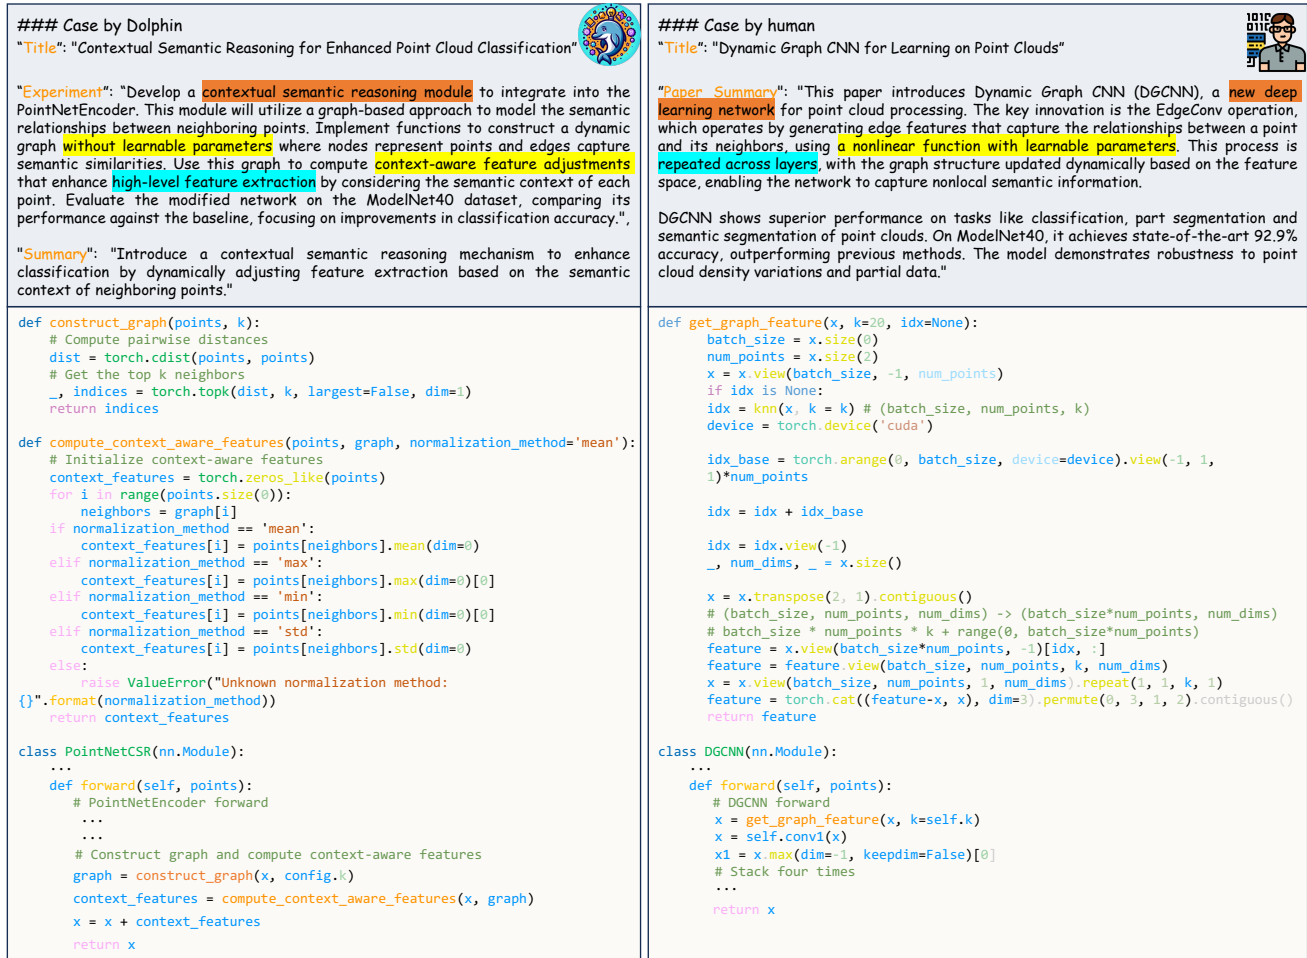 ### Case by Dolphin
"Title": "Contextual Semantic Reasoning for Enhanced Point Cloud Classification"
"Experiment": "Develop a contextual semantic reasoning module to integrate into the
PointNetEncoder. This module will utilize a graph-based approach to model the semantic
relationships between neighboring points. Implement functions to construct a dynamic
graph without learnable parameters where nodes represent points and edges capture
semantic similarities. Use this graph to compute context-aware feature adjustments
that enhance high-level feature extraction by considering the semantic context of each
point. Evaluate the modified network on the ModelNet40 dataset, comparing its
performance against the baseline, focusing on improvements in classification accuracy.",
"Summary": "Introduce a contextual semantic reasoning mechanism to enhance
classification by dynamically adjusting feature extraction based on the semantic
context of neighboring points."
def construct_graph(points, k):
    # Compute pairwise distances
    dist = torch.cdist(points, points)
    # Get the top k neighbors
    _, indices = torch.topk(dist, k, largest=False, dim=1)
    return indices
def compute_context_aware_features(points, graph, normalization_method='mean'):
    # Initialize context-aware features
    context_features = torch.zeros_like(points)
    for i in range(points.size(0)):
        neighbors = graph[i]
    if normalization_method == 'mean':
        context_features[i] = points[neighbors].mean(dim=0)
    elif normalization_method == 'max':
        context_features[i] = points[neighbors].max(dim=0)[0]
    elif normalization_method == 'min':
        context_features[i] = points[neighbors].min(dim=0)[0]
    elif normalization_method == 'std':
        context_features[i] = points[neighbors].std(dim=0)
    else:
        raise ValueError("Unknown normalization method:
{}".format(normalization_method))
    return context_features
class PointNetCSR(nn.Module):
    ...
    def forward(self, points):
        # PointNetEncoder forward
        ...
        ...
        # Construct graph and compute context-aware features
        graph = construct_graph(x, config.k)
        context_features = compute_context_aware_features(x, graph)
        x = x + context_features
        return x
### Case by human
"Title": "Dynamic Graph CNN for Learning on Point Clouds"
"Paper Summary": "This paper introduces Dynamic Graph CNN (DGCNN), a new deep
learning network for point cloud processing. The key innovation is the EdgeConv operation,
which operates by generating edge features that capture the relationships between a point
and its neighbors, using a nonlinear function with learnable parameters. This process is
repeated across layers, with the graph structure updated dynamically based on the feature
space, enabling the network to capture nonlocal semantic information.
DGCNN shows superior performance on tasks like classification, part segmentation and
semantic segmentation of point clouds. On ModelNet40, it achieves state-of-the-art 92.9%
accuracy, outperforming previous methods. The model demonstrates robustness to point
cloud density variations and partial data."
def get_graph_feature(x, k=20, idx=None):
    batch_size = x.size(0)
    num_points = x.size(2)
    x = x.view(batch_size, -1, num_points)
    if idx is None:
    idx = knn(x, k = k) # (batch_size, num_points, k)
    device = torch.device('cuda')
    idx_base = torch.arange(0, batch_size, device=device).view(-1, 1,
    1)*num_points
    idx = idx + idx_base
    idx = idx.view(-1)
    _, num_dims, _ = x.size()
    x = x.transpose(2, 1).contiguous()
    # (batch_size, num_points, num_dims) -> (batch_size*num_points, num_dims)
    # batch_size * num_points * k + range(0, batch_size*num_points)
    feature = x.view(batch_size*num_points, -1)[idx, :]
    feature = feature.view(batch_size, num_points, k, num_dims)
    x = x.view(batch_size, num_points, 1, num_dims).repeat(1, 1, k, 1)
    feature = torch.cat((feature-x, x), dim=3).permute(0, 3, 1, 2).contiguous()
    return feature
class DGCNN(nn.Module):
    ...
    def forward(self, points):
        # DGCNN forward
        x = get_graph_feature(x, k=self.k)
        x = self.conv1(x)
        x1 = x.max(dim=-1, keepdim=False)[0]
        # Stack four times
        ...
        return x